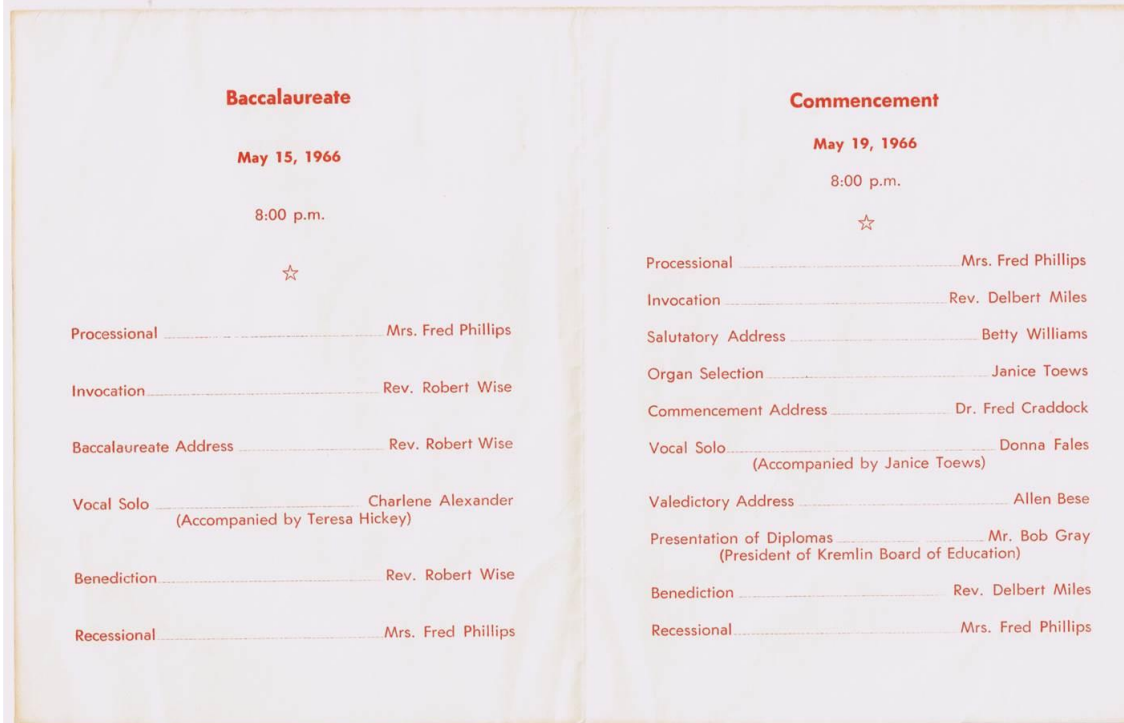 Baccalaureate
May 15, 1966
8:00 p.m.
☆
Processional Mrs. Fred Phillips
Invocation Rev. Robert Wise
Baccalaureate Address Rev. Robert Wise
Vocal Solo Charlene Alexander
(Accompanied by Teresa Hickey)
Benediction Rev. Robert Wise
Recessional Mrs. Fred Phillips
Commencement
May 19, 1966
8:00 p.m.
☆
Processional Mrs. Fred Phillips
Invocation Rev. Delbert Miles
Salutatory Address Betty Williams
Organ Selection Janice Toews
Commencement Address Dr. Fred Craddock
Vocal Solo Donna Fales
(Accompanied by Janice Toews)
Valedictory Address Allen Bese
Presentation of Diplomas Mr. Bob Gray
(President of Kremlin Board of Education)
Benediction Rev. Delbert Miles
Recessional Mrs. Fred Phillips